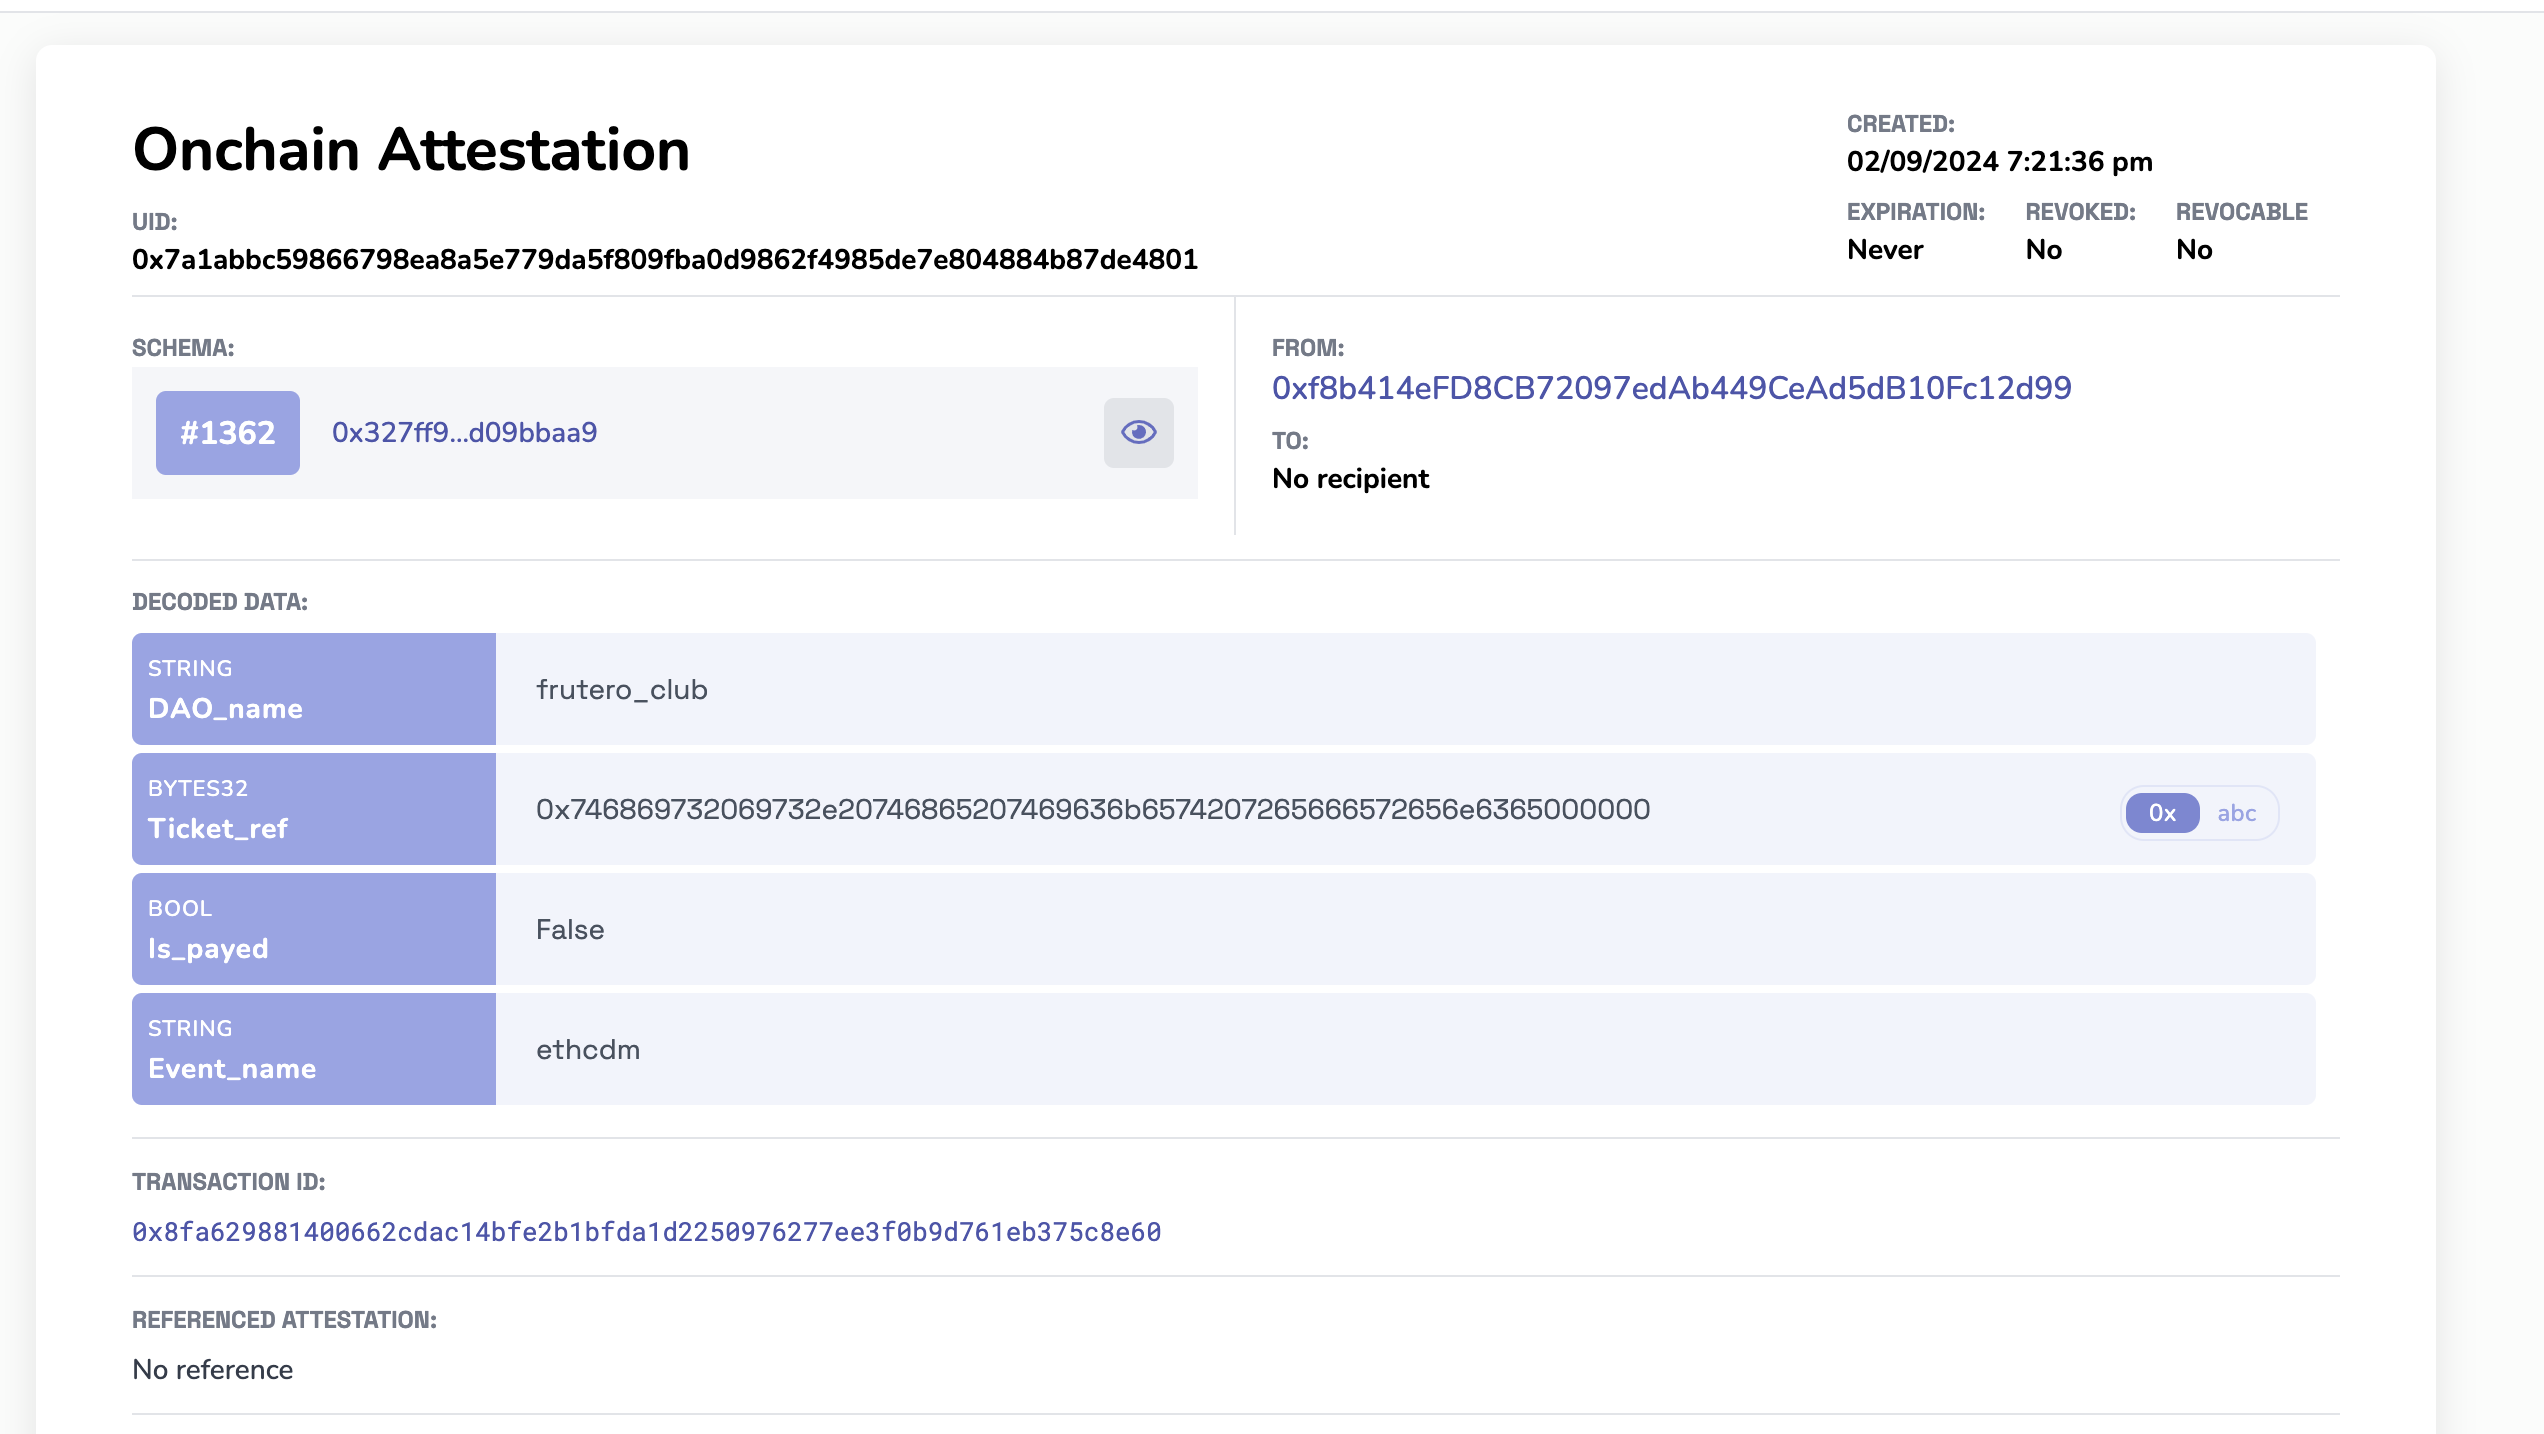 Onchain Attestation
UID:
0x7a1abbc59866798ea8a5e779da5f809fba0d9862f4985de7e804884b87de4801
CREATED:
02/09/2024 7:21:36 pm
EXPIRATION: REVOKED: REVOCABLE
Never No No
SCHEMA:
#1362 0x327ff9...d09bbaa9
FROM:
0xf8b414eFD8CB72097edAb449CeAd5dB10Fc12d99
TO:
No recipient
DECODED DATA:
STRING
DAO_name
frutero_club
BYTES32
Ticket_ref
0x746869732069732e20746865207469636b6574207265666572656e6365000000
0x abc
BOOL
Is_payed
False
STRING
Event_name
ethcdm
TRANSACTION ID:
0x8fa629881400662cdac14bfe2b1bfda1d2250976277ee3f0b9d761eb375c8e60
REFERENCED ATTESTATION:
No reference